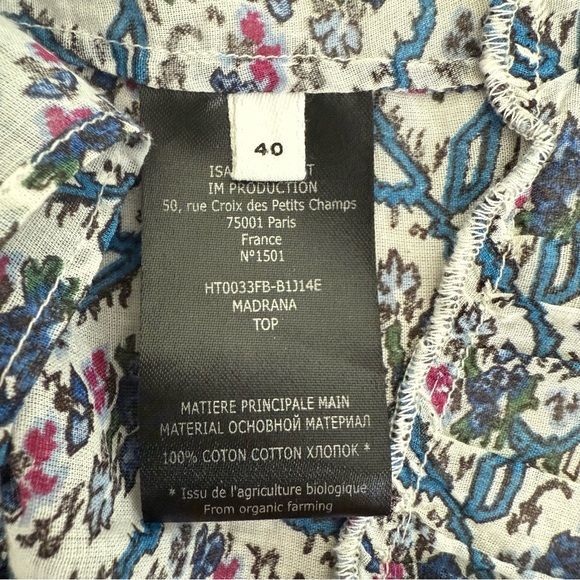 40
IM PRODUCTION
50, rue Croix des Petits Champs
75001 Paris
France
N°1501
HT0033FB-B1J14E
MADRANA
TOP
MATIERE PRINCIPALE MAIN
MATERIAL ОСНОВНОЙ МАТЕРИАЛ
100% COTON COTTON ХЛОПОК *
* Issu de l'agriculture biologique
From organic farming